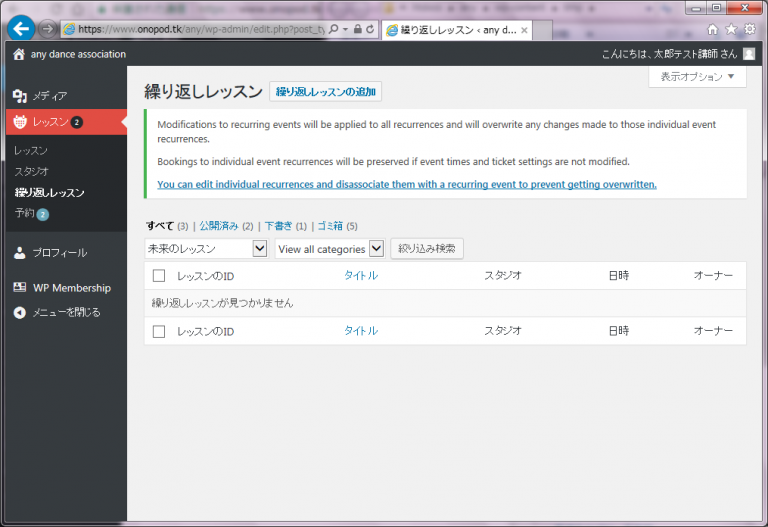 https://www.onopod.tk/any/wp-admin/edit.php?post_ty
繰り返しレッスン ‹ any d...
any dance association
こんにちは、太郎テスト講師 さん
表示オプション
メディア
レッスン 2
レッスン
スタジオ
繰り返しレッスン
予約 2
プロフィール
WP Membership
メニューを閉じる
繰り返しレッスン 繰り返しレッスンの追加
Modifications to recurring events will be applied to all recurrences and will overwrite any changes made to those individual event
recurrences.
Bookings to individual event recurrences will be preserved if event times and ticket settings are not modified.
You can edit individual recurrences and disassociate them with a recurring event to prevent getting overwritten.
すべて (3) | 公開済み (2) | 下書き (1) | ゴミ箱 (5)
未来のレッスン View all categories 絞り込み検索
レッスンのID タイトル スタジオ 日時 オーナー
繰り返しレッスンが見つかりません
レッスンのID タイトル スタジオ 日時 オーナー